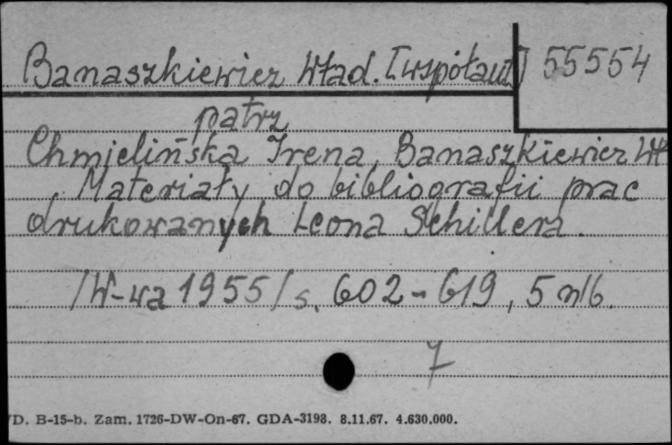 Banaszkiewicz Wład. [współaut] 55554
patrz
Chmielińska Irena, Banaszkiewicz Wł
Materiały do bibliografii prac
drukowanych Leona Schillera.
/W-wa 1955/ s. 602-619, 5 nlb.
7
D. B-15-b. Zam. 1726-DW-On-67. GDA-3198. 8.11.67. 4.630.000.